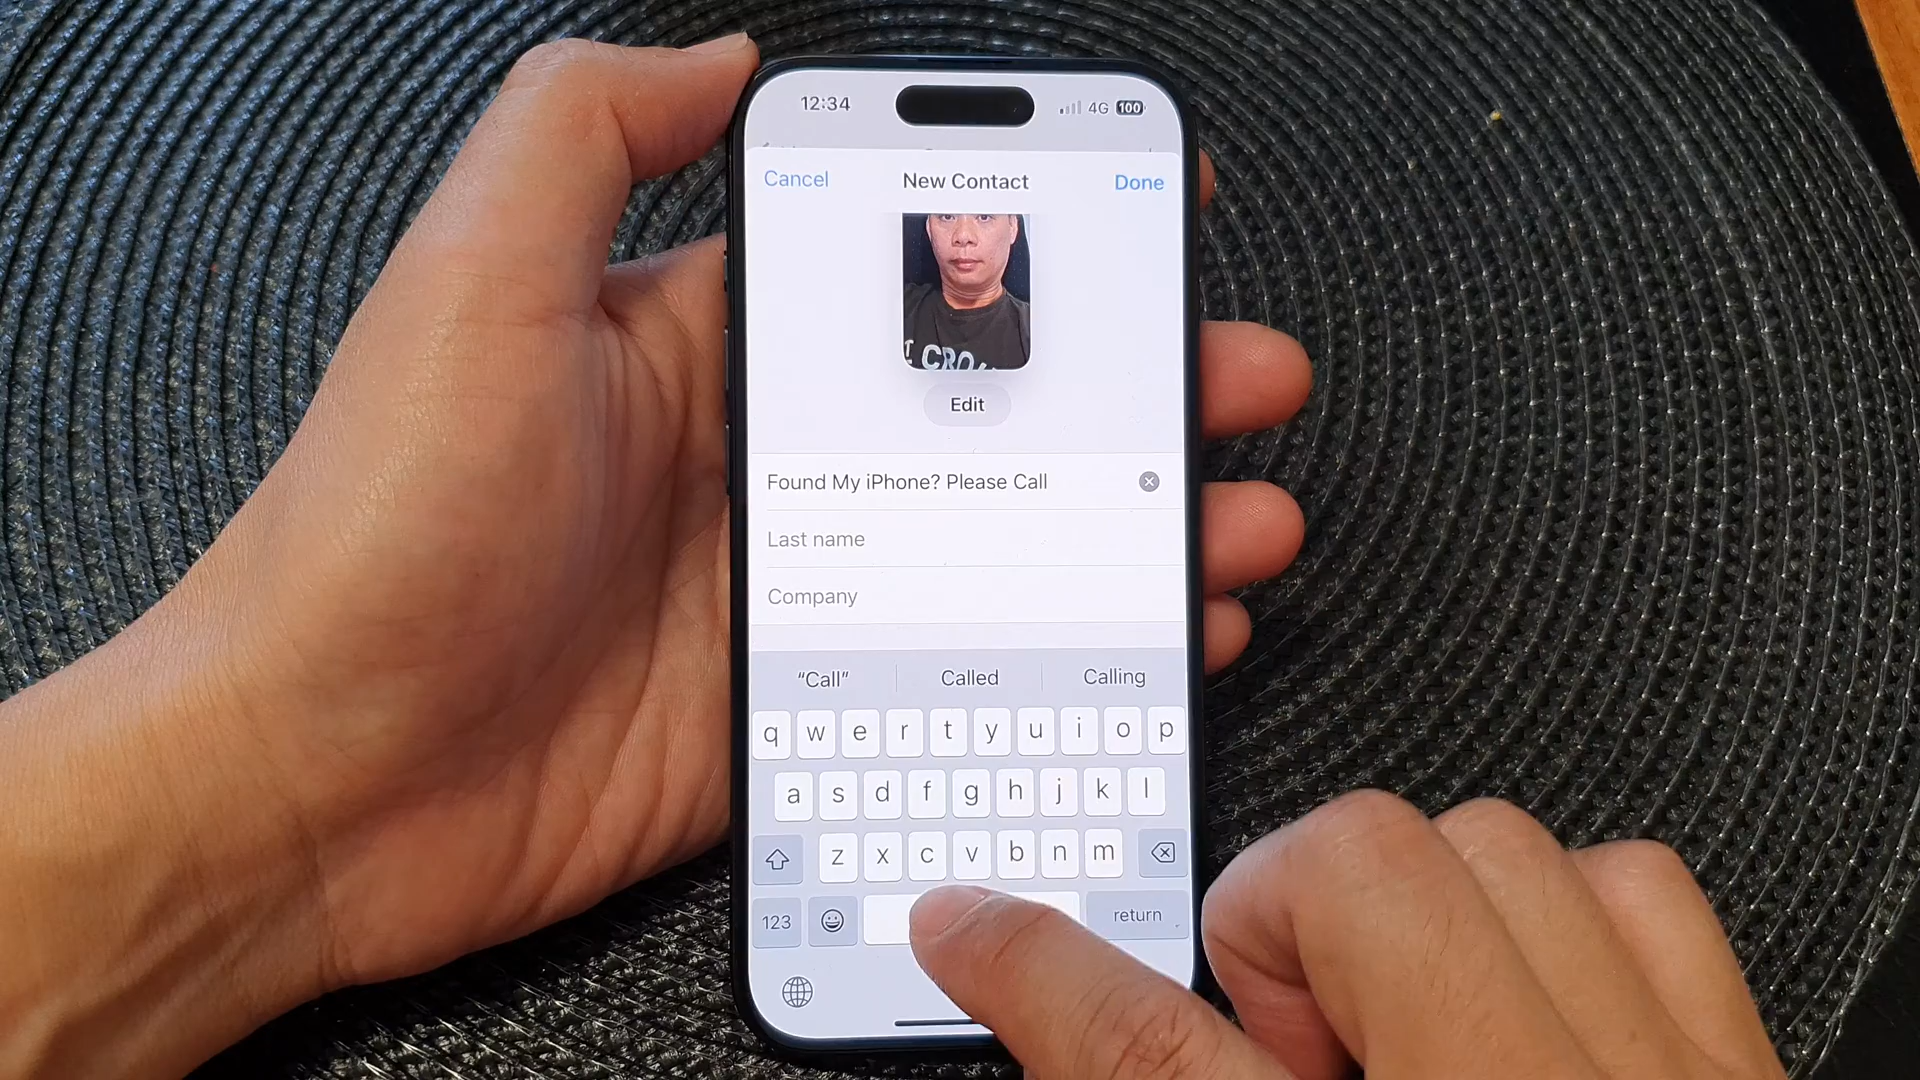 12:34
4G 100
Cancel New Contact Done
CRO
Edit
Found My iPhone? Please Call
Last name
Company
“Call” Called Calling
q w e r t y u i o p
a s d f g h j k l
z x c v b n m
123 return